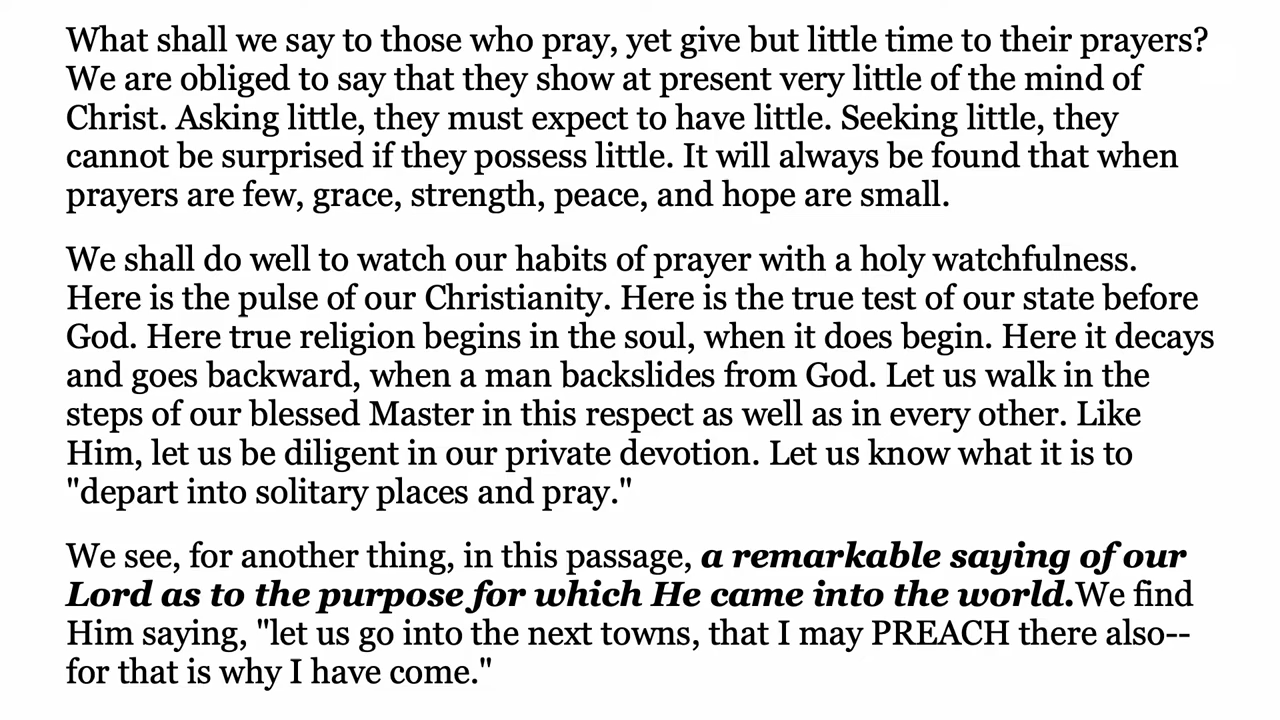 What shall we say to those who pray, yet give but little time to their prayers?
We are obliged to say that they show at present very little of the mind of
Christ. Asking little, they must expect to have little. Seeking little, they
cannot be surprised if they possess little. It will always be found that when
prayers are few, grace, strength, peace, and hope are small.
We shall do well to watch our habits of prayer with a holy watchfulness.
Here is the pulse of our Christianity. Here is the true test of our state before
God. Here true religion begins in the soul, when it does begin. Here it decays
and goes backward, when a man backslides from God. Let us walk in the
steps of our blessed Master in this respect as well as in every other. Like
Him, let us be diligent in our private devotion. Let us know what it is to
"depart into solitary places and pray."
We see, for another thing, in this passage, a remarkable saying of our
Lord as to the purpose for which He came into the world.We find
Him saying, "let us go into the next towns, that I may PREACH there also--
for that is why I have come."